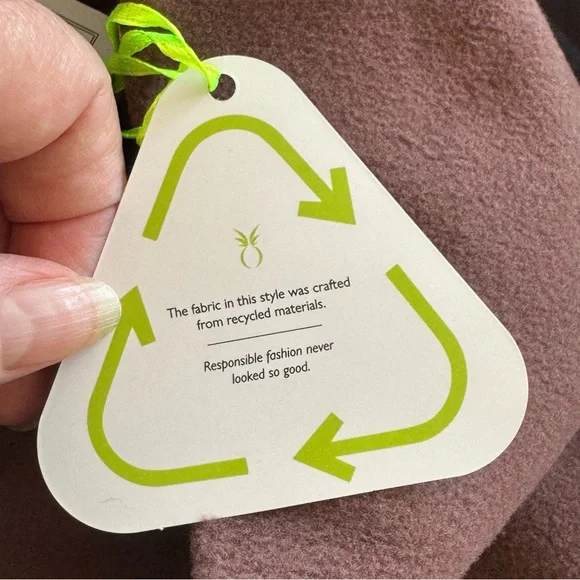 The fabric in this style was crafted
from recycled materials.
Responsible fashion never
looked so good.